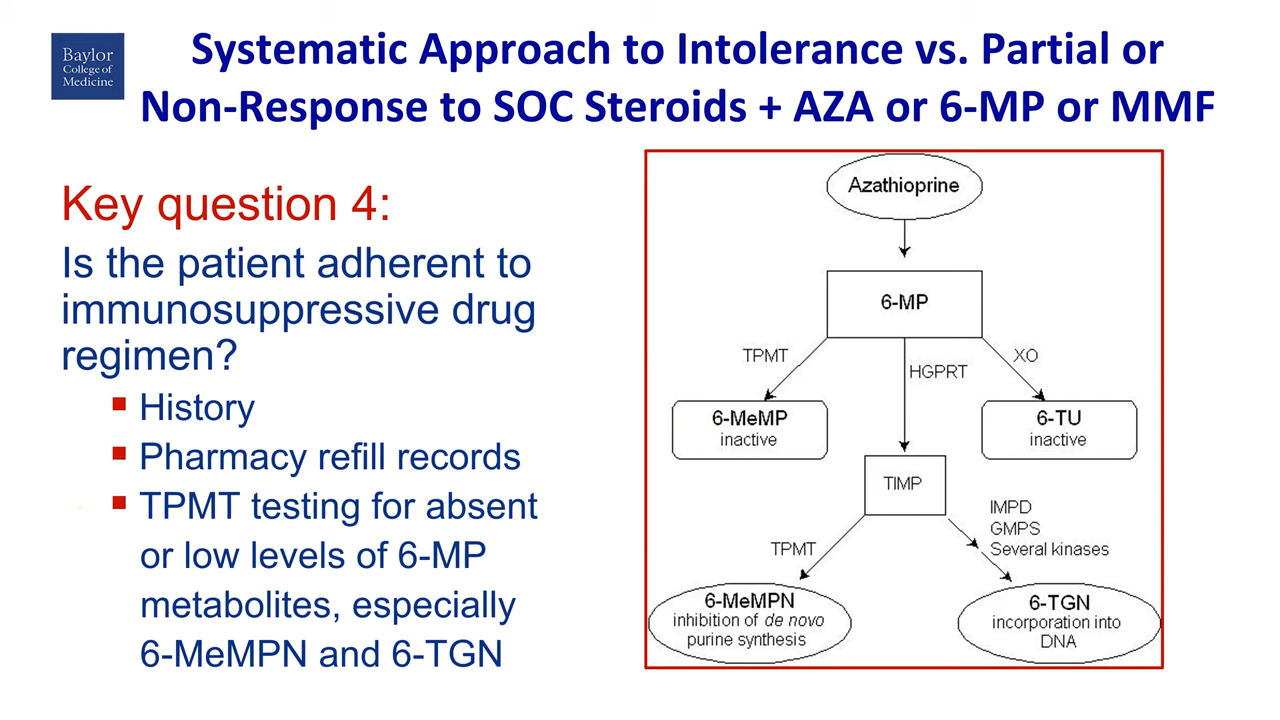 Baylor
College of
Medicine
Systematic Approach to Intolerance vs. Partial or
Non-Response to SOC Steroids + AZA or 6-MP or MMF
Key question 4:
Is the patient adherent to
immunosuppressive drug
regimen?
▪ History
▪ Pharmacy refill records
▪ TPMT testing for absent
or low levels of 6-MP
metabolites, especially
6-MeMPN and 6-TGN
Azathioprine
6-MP
TPMT
HGPRT
XO
6-MeMP
inactive
6-TU
inactive
TIMP
TPMT
IMPD
GMPS
Several kinases
6-MeMPN
inhibition of de novo
purine synthesis
6-TGN
incorporation into
DNA